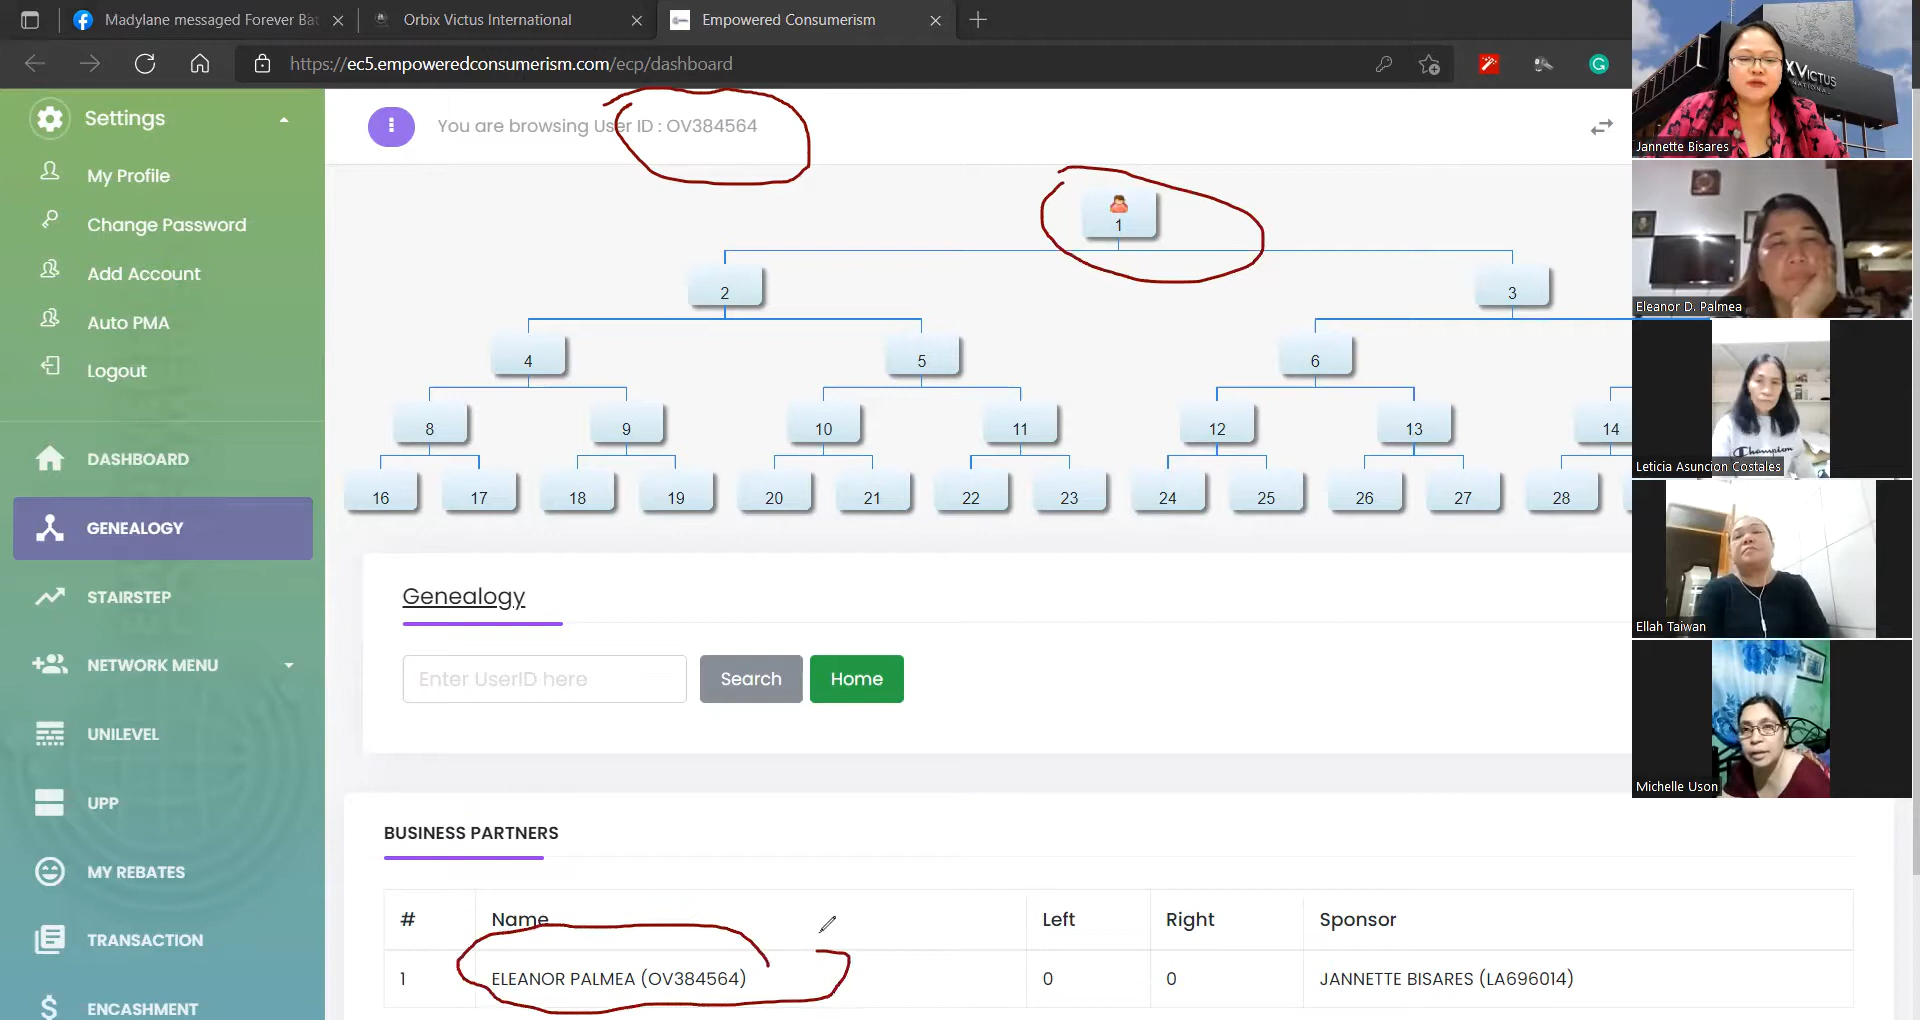 Madylane messaged Forever Bat
Orbix Victus International
Empowered Consumerism
https://ec5.empoweredconsumerism.com/ecp/dashboard
Settings
My Profile
Change Password
Add Account
Auto PMA
Logout
DASHBOARD
GENEALOGY
STAIRSTEP
NETWORK MENU
UNILEVEL
UPP
MY REBATES
TRANSACTION
ENCASHMENT
You are browsing User ID : OV384564
1
2 3
4 5 6
8 9 10 11 12 13 14
16 17 18 19 20 21 22 23 24 25 26 27 28
Genealogy
Enter UserID here Search Home
BUSINESS PARTNERS
# Name Left Right Sponsor
1 ELEANOR PALMEA (OV384564) 0 0 JANNETTE BISARES (LA696014)
X VICTUS
Jannette Bisares
Eleanor D. Palmea
Champion
Leticia Asuncion Costales
Ellah Taiwan
Michelle Uson